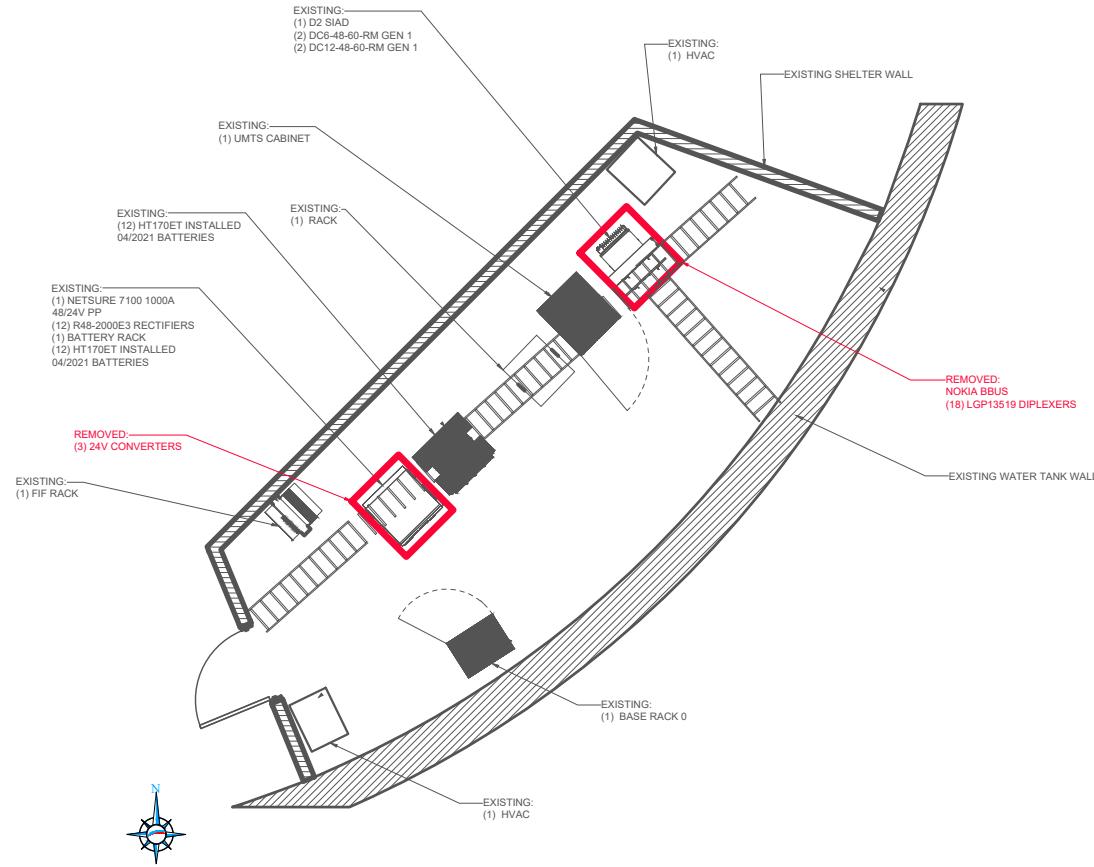 EXISTING:
(1) D2 SIAD
(2) DC6-48-60-RM GEN 1
(2) DC12-48-60-RM GEN 1
EXISTING:
(1) HVAC
EXISTING SHELTER WALL
EXISTING:
(1) UMTS CABINET
EXISTING:
(12) HT170ET INSTALLED
04/2021 BATTERIES
EXISTING:
(1) RACK
EXISTING:
(1) NETSURE 7100 1000A
48/24V PP
(12) R48-2000E3 RECTIFIERS
(1) BATTERY RACK
(12) HT170ET INSTALLED
04/2021 BATTERIES
REMOVED:
NOKIA BBUS
(18) LGP13519 DIPLEXERS
REMOVED:
(3) 24V CONVERTERS
EXISTING:
(1) FIF RACK
EXISTING WATER TANK WALL
EXISTING:
(1) BASE RACK 0
EXISTING:
(1) HVAC
N